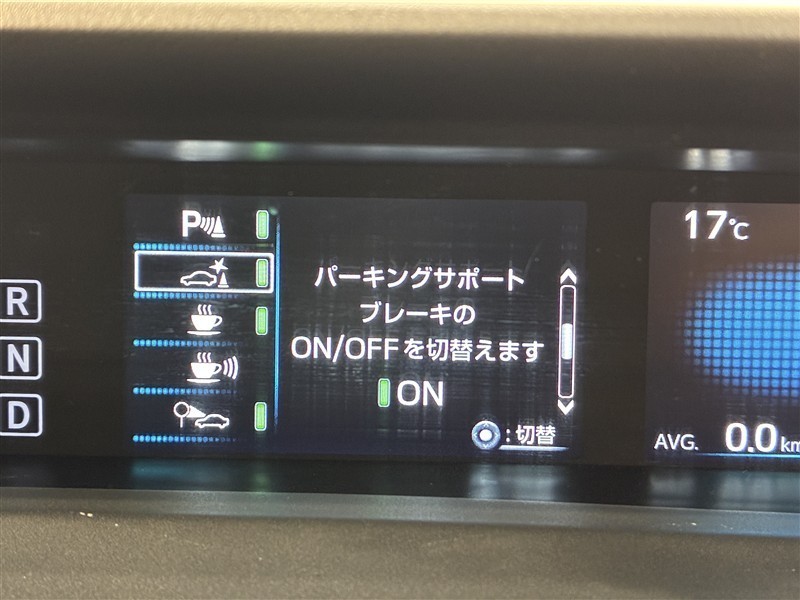 P
17℃
パーキングサポート
ブレーキの
ON/OFFを切替えます
ON
:切替
R
N
D
AVG. 0.0 km